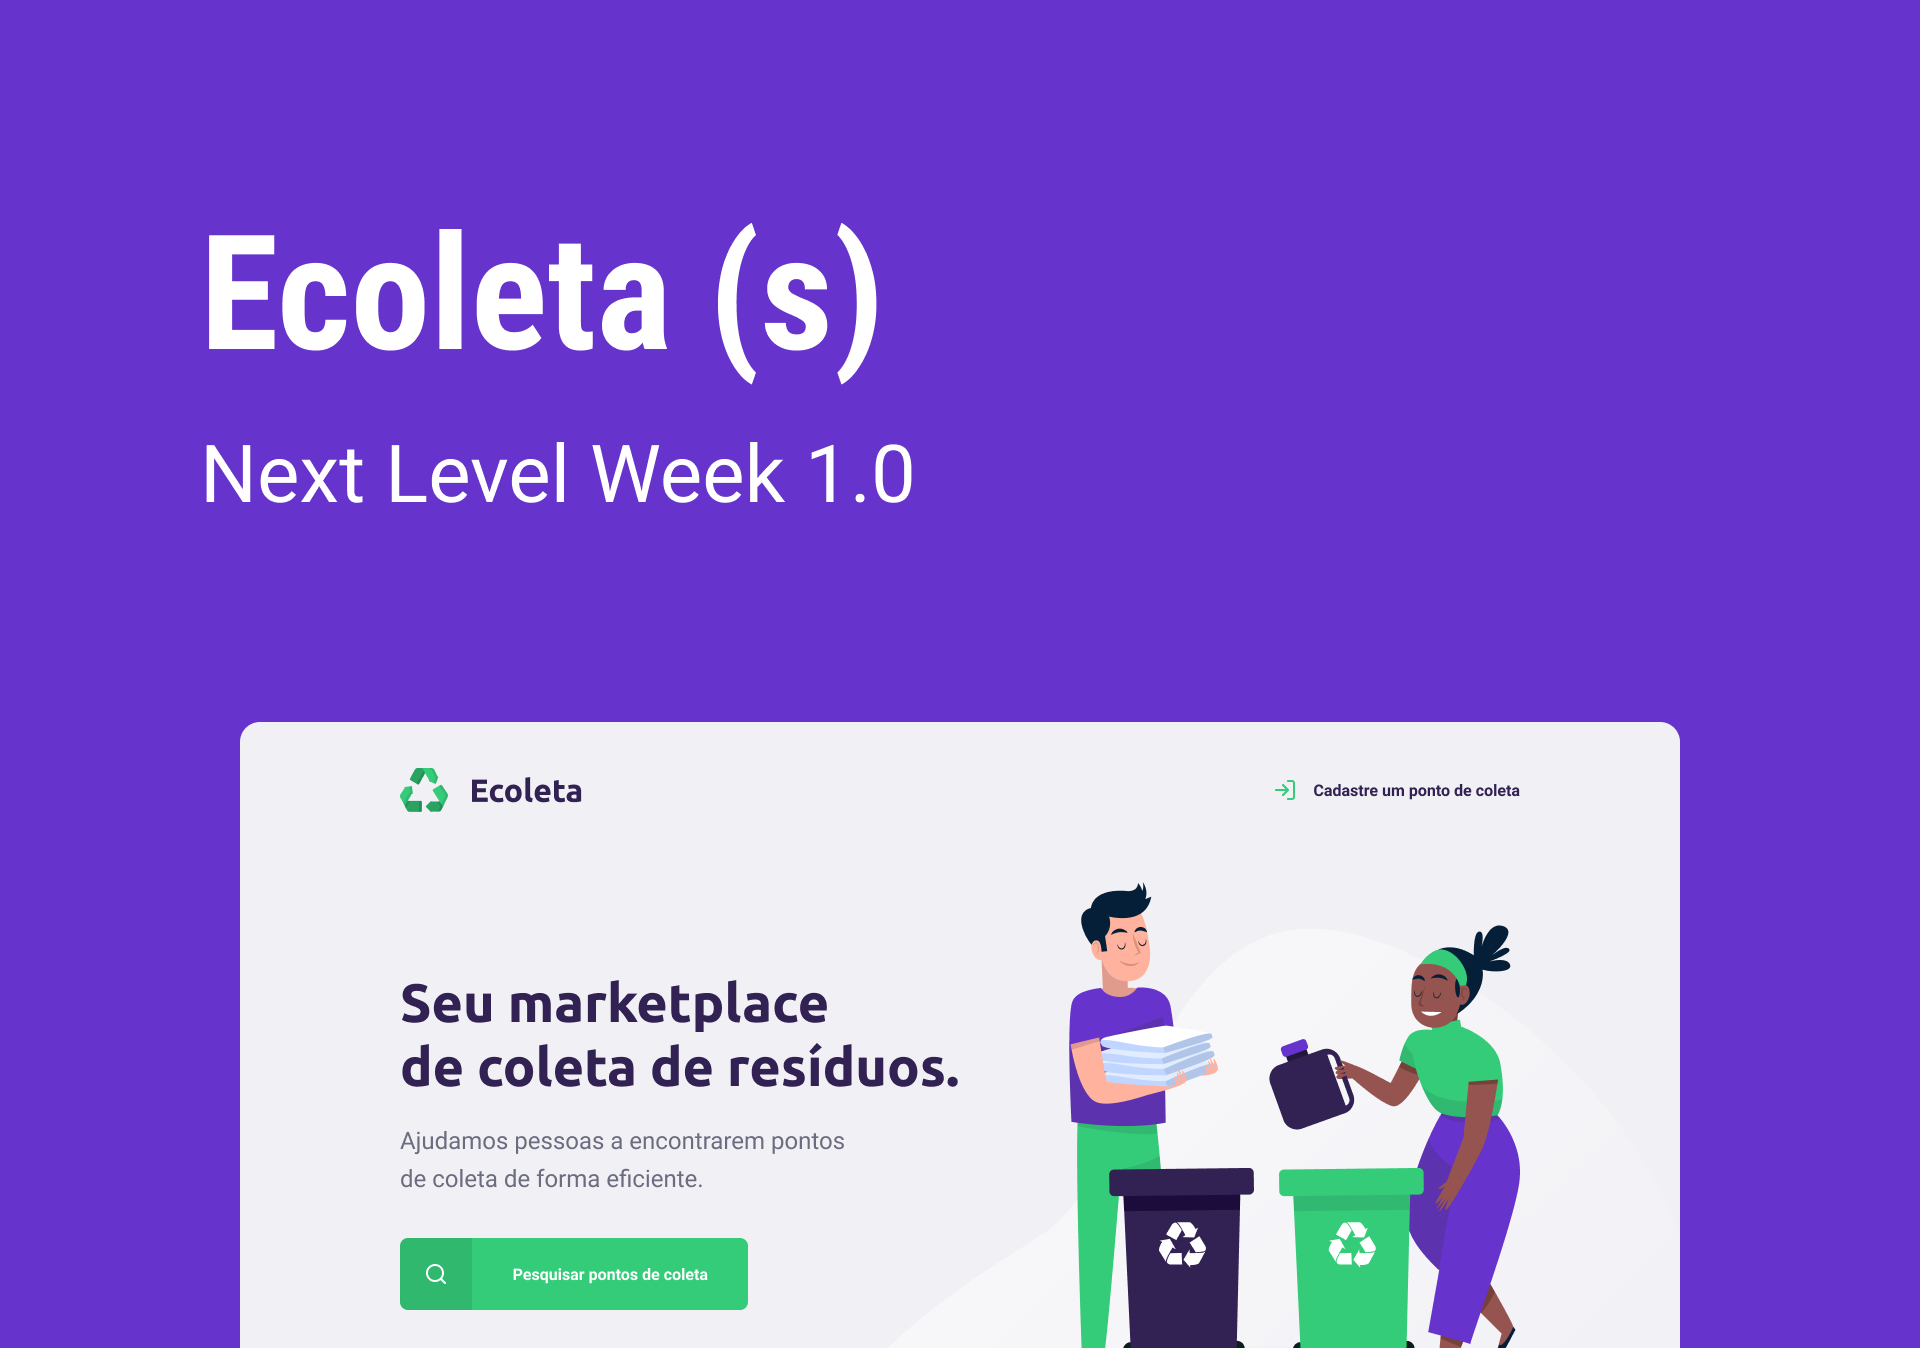 Ecoleta (s)
Next Level Week 1.0
Ecoleta
Cadastre um ponto de coleta
Seu marketplace
de coleta de resíduos.
Ajudamos pessoas a encontrarem pontos
de coleta de forma eficiente.
Pesquisar pontos de coleta